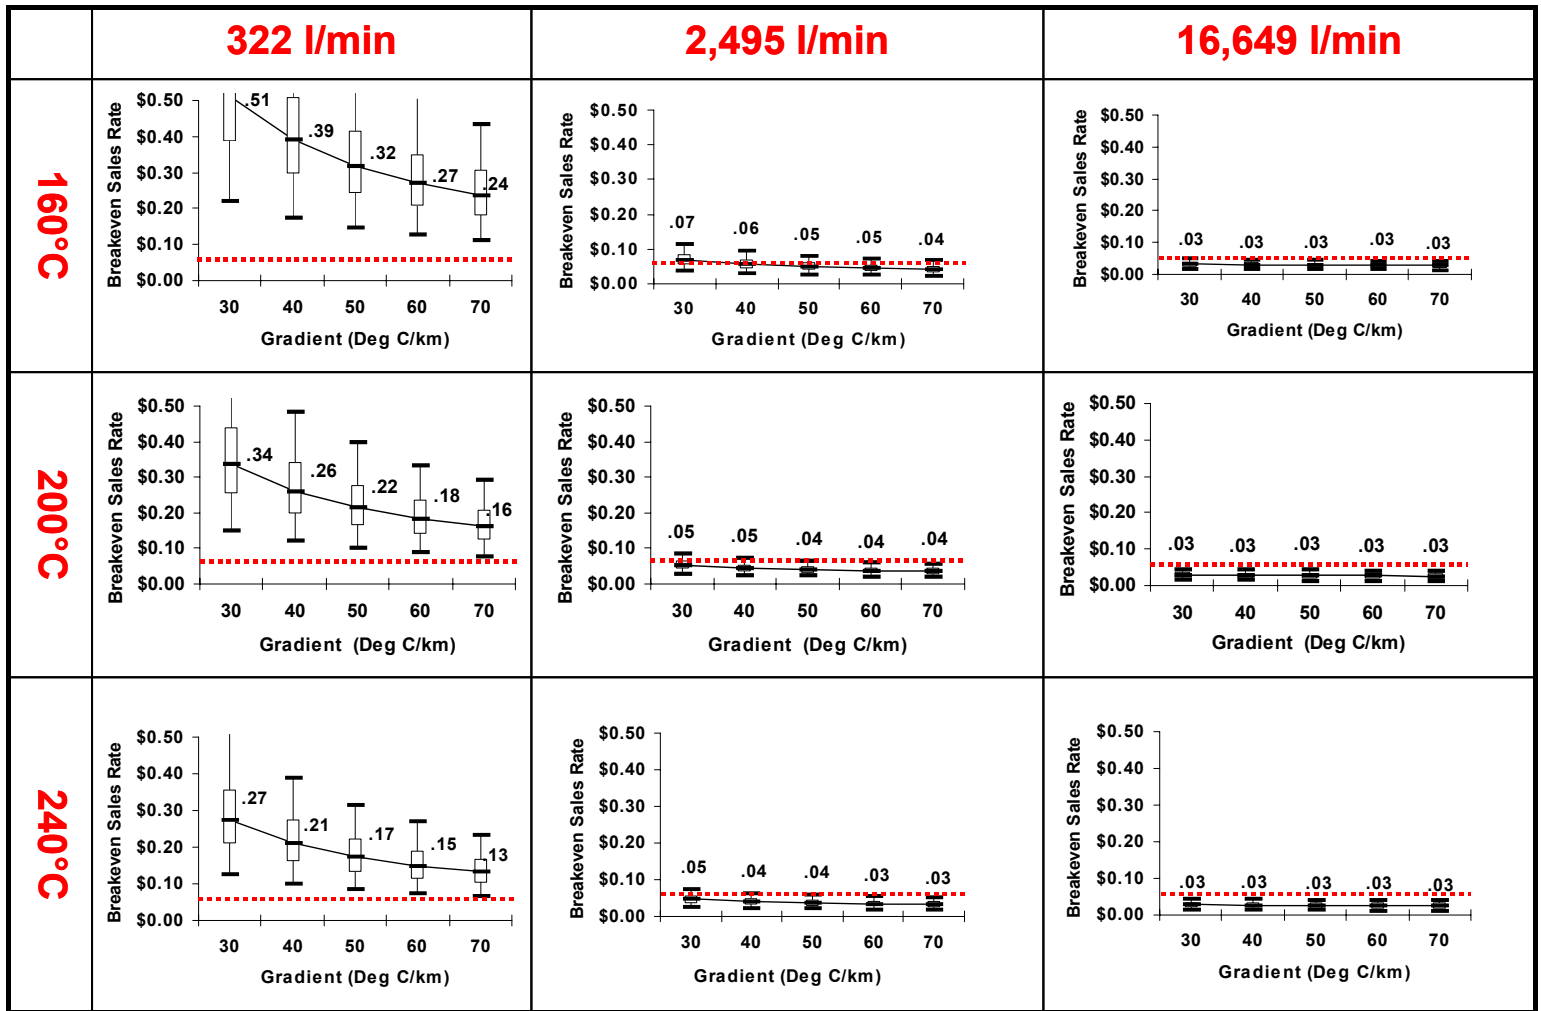 322 l/min
2,495 l/min
16,649 l/min
160°C
Breakeven Sales Rate
$0.50
$0.40
$0.30
$0.20
$0.10
$0.00
.51
.39
.32
.27
.24
30 40 50 60 70
Gradient (Deg C/km)
Breakeven Sales Rate
$0.50
$0.40
$0.30
$0.20
$0.10
$0.00
.07 .06 .05 .05 .04
30 40 50 60 70
Gradient (Deg C/km)
Breakeven Sales Rate
$0.50
$0.40
$0.30
$0.20
$0.10
$0.00
.03 .03 .03 .03 .03
30 40 50 60 70
Gradient (Deg C/km)
200°C
Breakeven Sales Rate
$0.50
$0.40
$0.30
$0.20
$0.10
$0.00
.34
.26
.22
.18
.16
30 40 50 60 70
Gradient (Deg C/km)
Breakeven Sales Rate
$0.50
$0.40
$0.30
$0.20
$0.10
$0.00
.05 .05 .04 .04 .04
30 40 50 60 70
Gradient (Deg C/km)
Breakeven Sales Rate
$0.50
$0.40
$0.30
$0.20
$0.10
$0.00
.03 .03 .03 .03 .03
30 40 50 60 70
Gradient (Deg C/km)
240°C
Breakeven Sales Rate
$0.50
$0.40
$0.30
$0.20
$0.10
$0.00
.27
.21
.17
.15
.13
30 40 50 60 70
Gradient (Deg C/km)
Breakeven Sales Rate
$0.50
$0.40
$0.30
$0.20
$0.10
$0.00
.05 .04 .04 .03 .03
30 40 50 60 70
Gradient (Deg C/km)
Breakeven Sales Rate
$0.50
$0.40
$0.30
$0.20
$0.10
$0.00
.03 .03 .03 .03 .03
30 40 50 60 70
Gradient (Deg C/km)